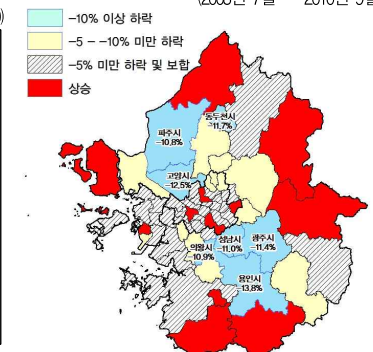 -10% 이상 하락
-5 - -10% 미만 하락
-5% 미만 하락 및 보합
상승
동두천시
-11.7%
파주시
-10.8%
고양시
-12.5%
의왕시
-10.9%
성남시
-11.0%
광주시
-11.4%
용인시
-13.8%